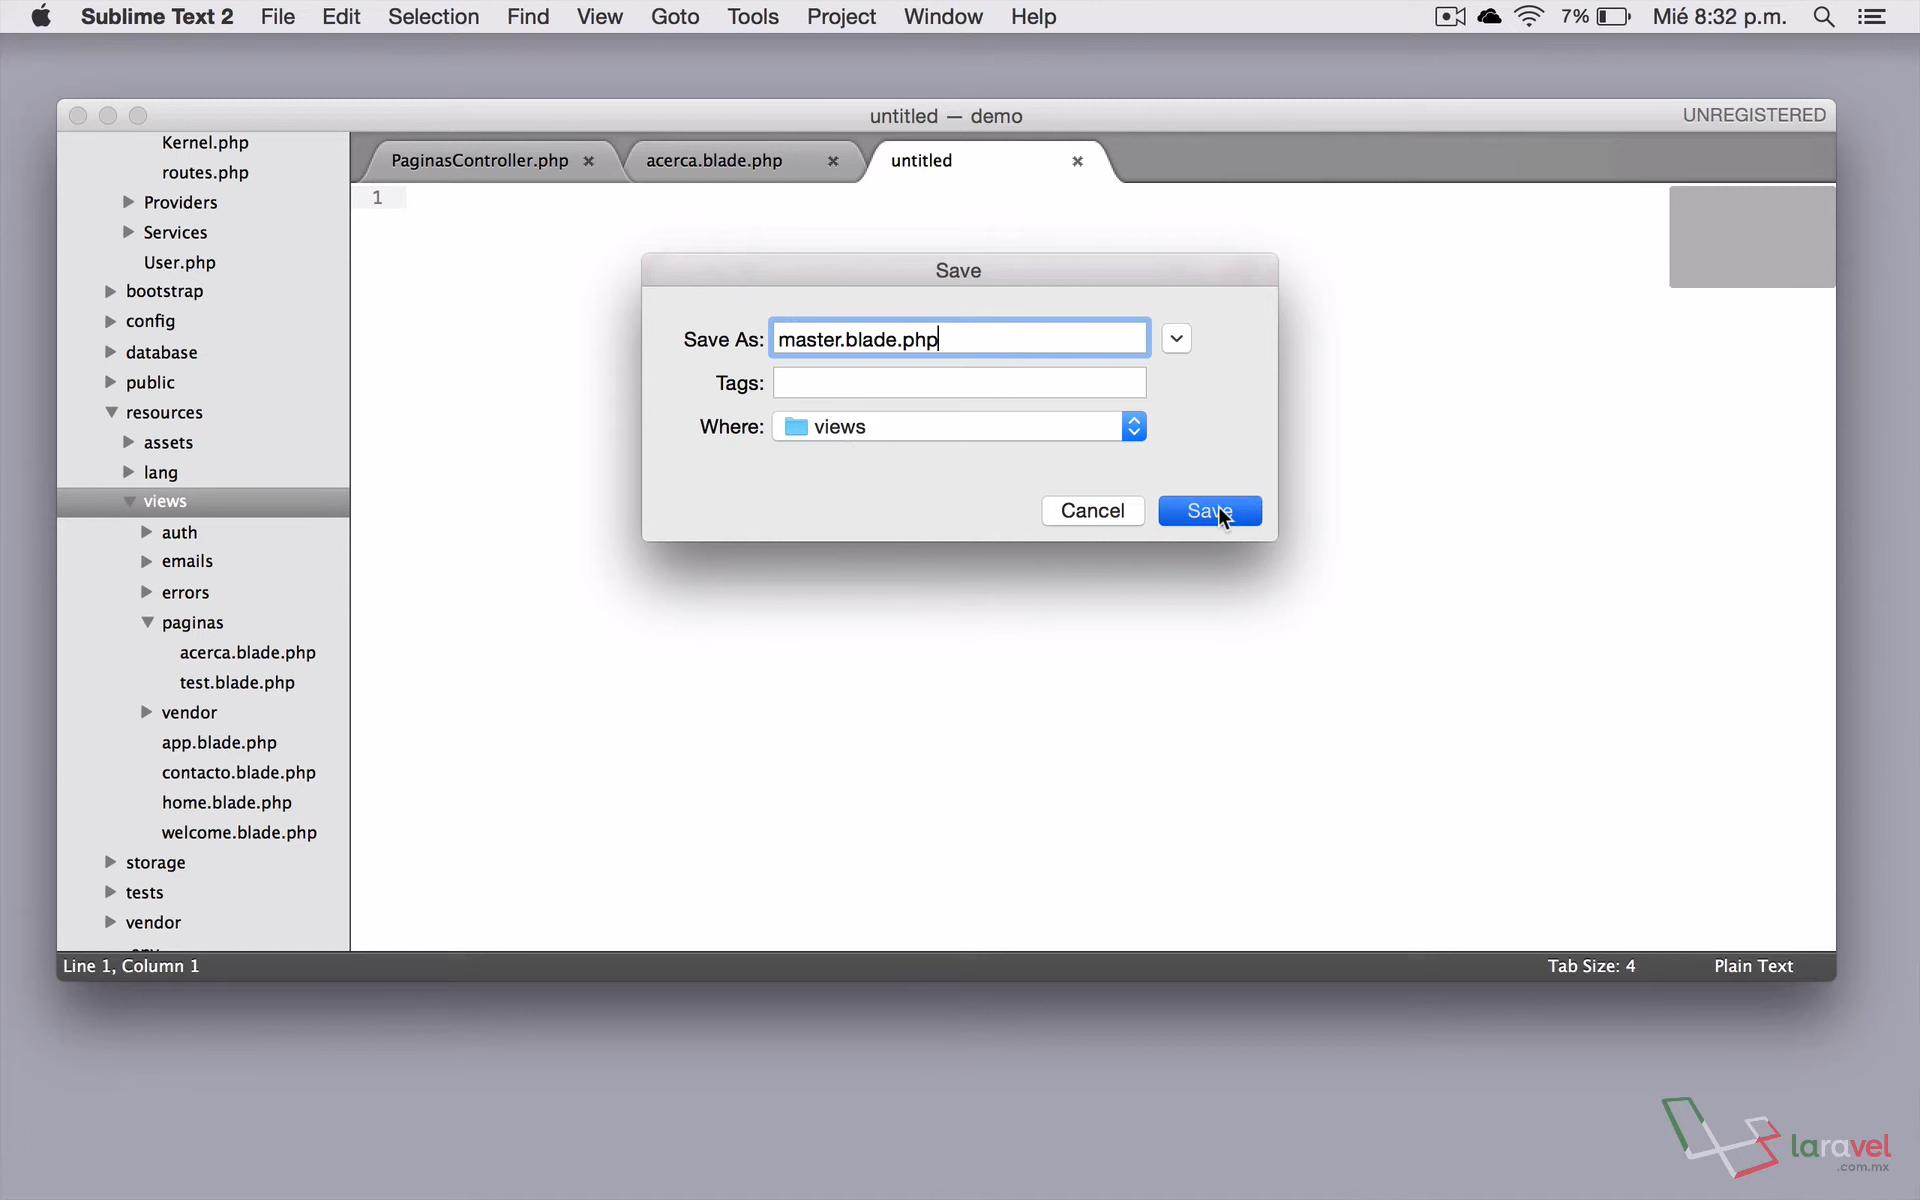 Sublime Text 2 File Edit Selection Find View Goto Tools Project Window Help 7% Mié 8:32 p.m.
untitled — demo UNREGISTERED
PaginasController.php × acerca.blade.php × untitled ×
1
Kernel.php
routes.php
Providers
Services
User.php
bootstrap
config
database
public
resources
assets
lang
views
auth
emails
errors
paginas
acerca.blade.php
test.blade.php
vendor
app.blade.php
contacto.blade.php
home.blade.php
welcome.blade.php
storage
tests
vendor
Save
Save As: master.blade.php
Tags:
Where: views
Cancel Save
Line 1, Column 1 Tab Size: 4 Plain Text
laravel
.com.mx